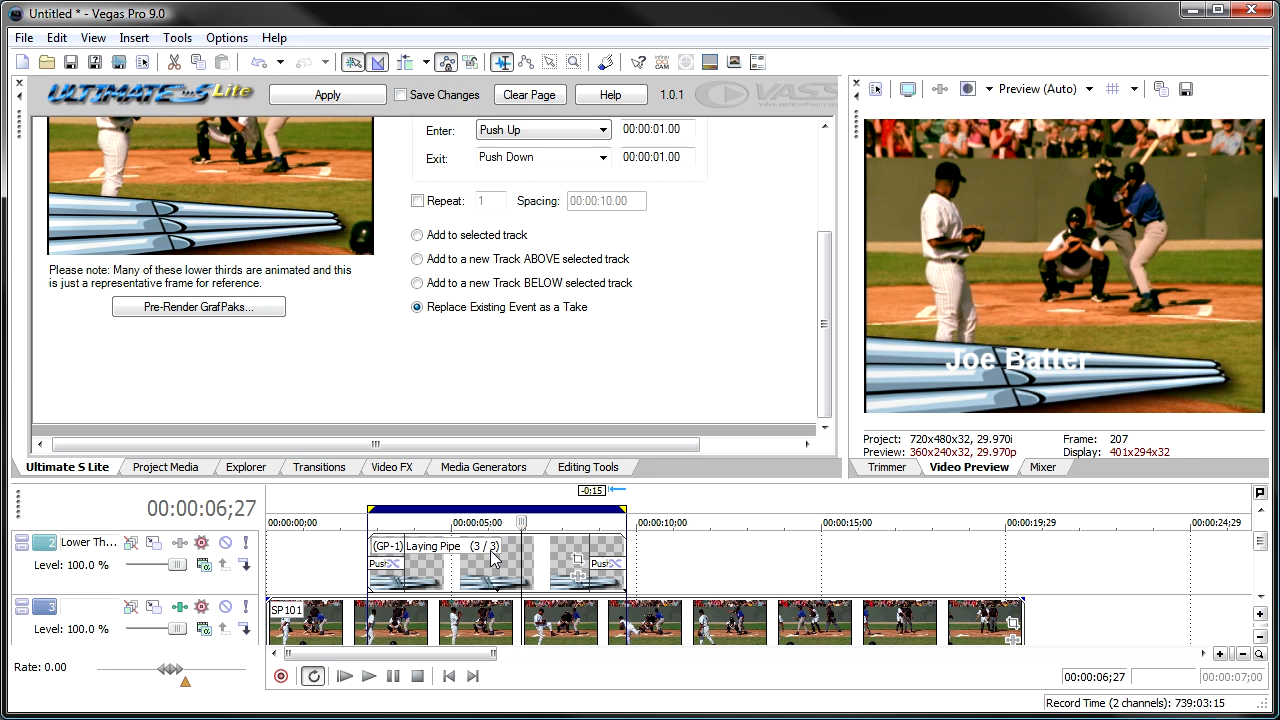 Untitled * - Vegas Pro 9.0
File Edit View Insert Tools Options Help
ULTIMATE S Lite
Apply
Save Changes
Clear Page
Help
1.0.1
VASST
Enter: Push Up 00:00:01.00
Exit: Push Down 00:00:01.00
Repeat: 1 Spacing: 00:00:10.00
Add to selected track
Add to a new Track ABOVE selected track
Add to a new Track BELOW selected track
Replace Existing Event as a Take
Please note: Many of these lower thirds are animated and this
is just a representative frame for reference.
Pre-Render GrafPaks...
Ultimate S Lite Project Media Explorer Transitions Video FX Media Generators Editing Tools
Preview (Auto)
Joe Batter
Project: 720x480x32, 29.970i Frame: 207
Preview: 360x240x32, 29.970p Display: 401x294x32
Trimmer Video Preview Mixer
00:00:06;27
-0:15
00:00:00;00 00:00:05;00 00:00:10;00 00:00:15;00 00:00:19;29 00:00:24;29
2 Lower Th...
Level: 100.0 %
(GP-1) Laying Pipe (3 / 3)
Push
Push
3
Level: 100.0 %
SP101
Rate: 0.00
00:00:06;27 00:00:07;00
Record Time (2 channels): 739:03:15